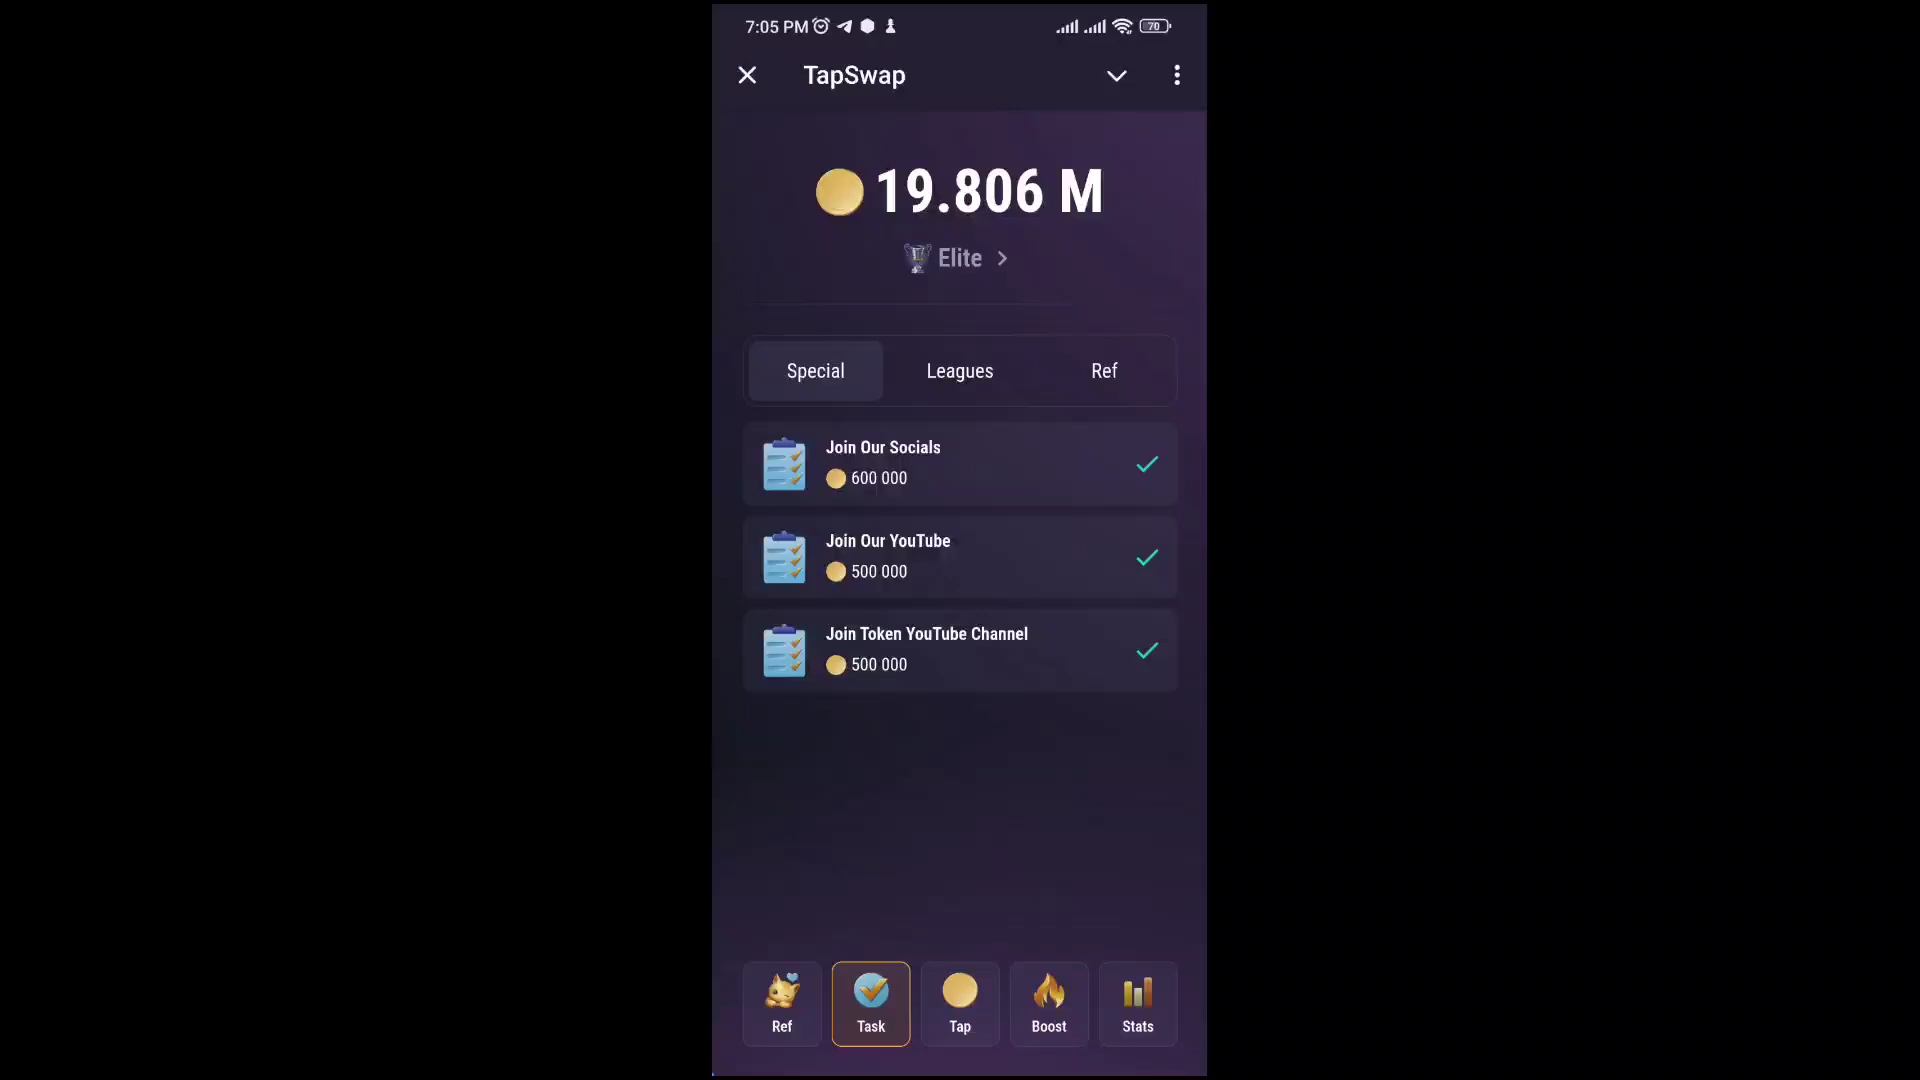 7:05 PM 70
TapSwap
19.806 M
Elite
Special Leagues Ref
Join Our Socials
600 000
Join Our YouTube
500 000
Join Token YouTube Channel
500 000
Ref Task Tap Boost Stats